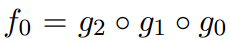 f₀ = g₂ ∘ g₁ ∘ g₀